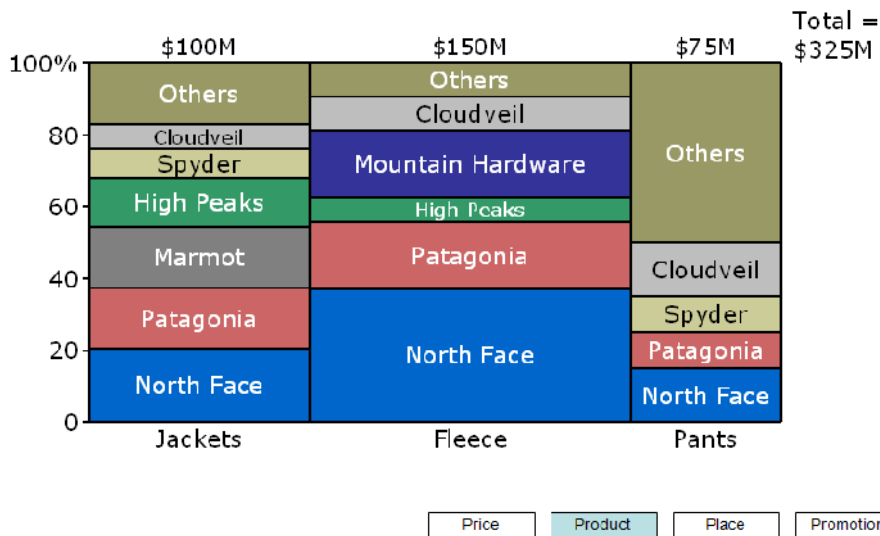 Total =
$100M $150M $75M $325M
100%
Others Others
Cloudveil
80 Cloudveil
Spyder Mountain Hardware Others
60 High Peaks High Peaks
Marmot Patagonia Cloudveil
40
Patagonia Spyder
20 North Face Patagonia
North Face North Face
0
Jackets Fleece Pants
Price Product Place Promotion